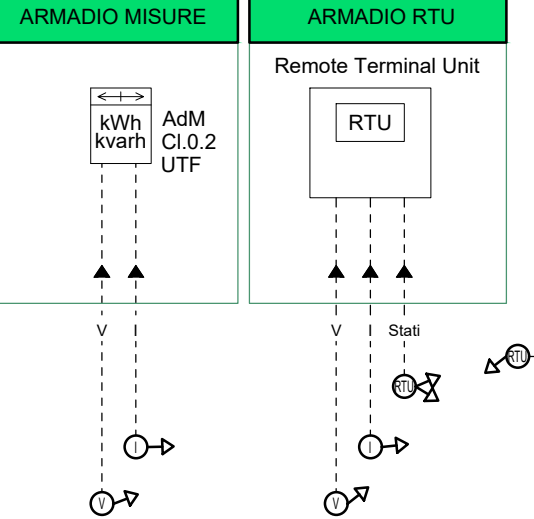 ARMADIO MISURE
ARMADIO RTU
Remote Terminal Unit
kWh
kvarh
AdM
Cl.0.2
UTF
RTU
V
I
V
I
Stati
RTU
RTU
I
I
V
V